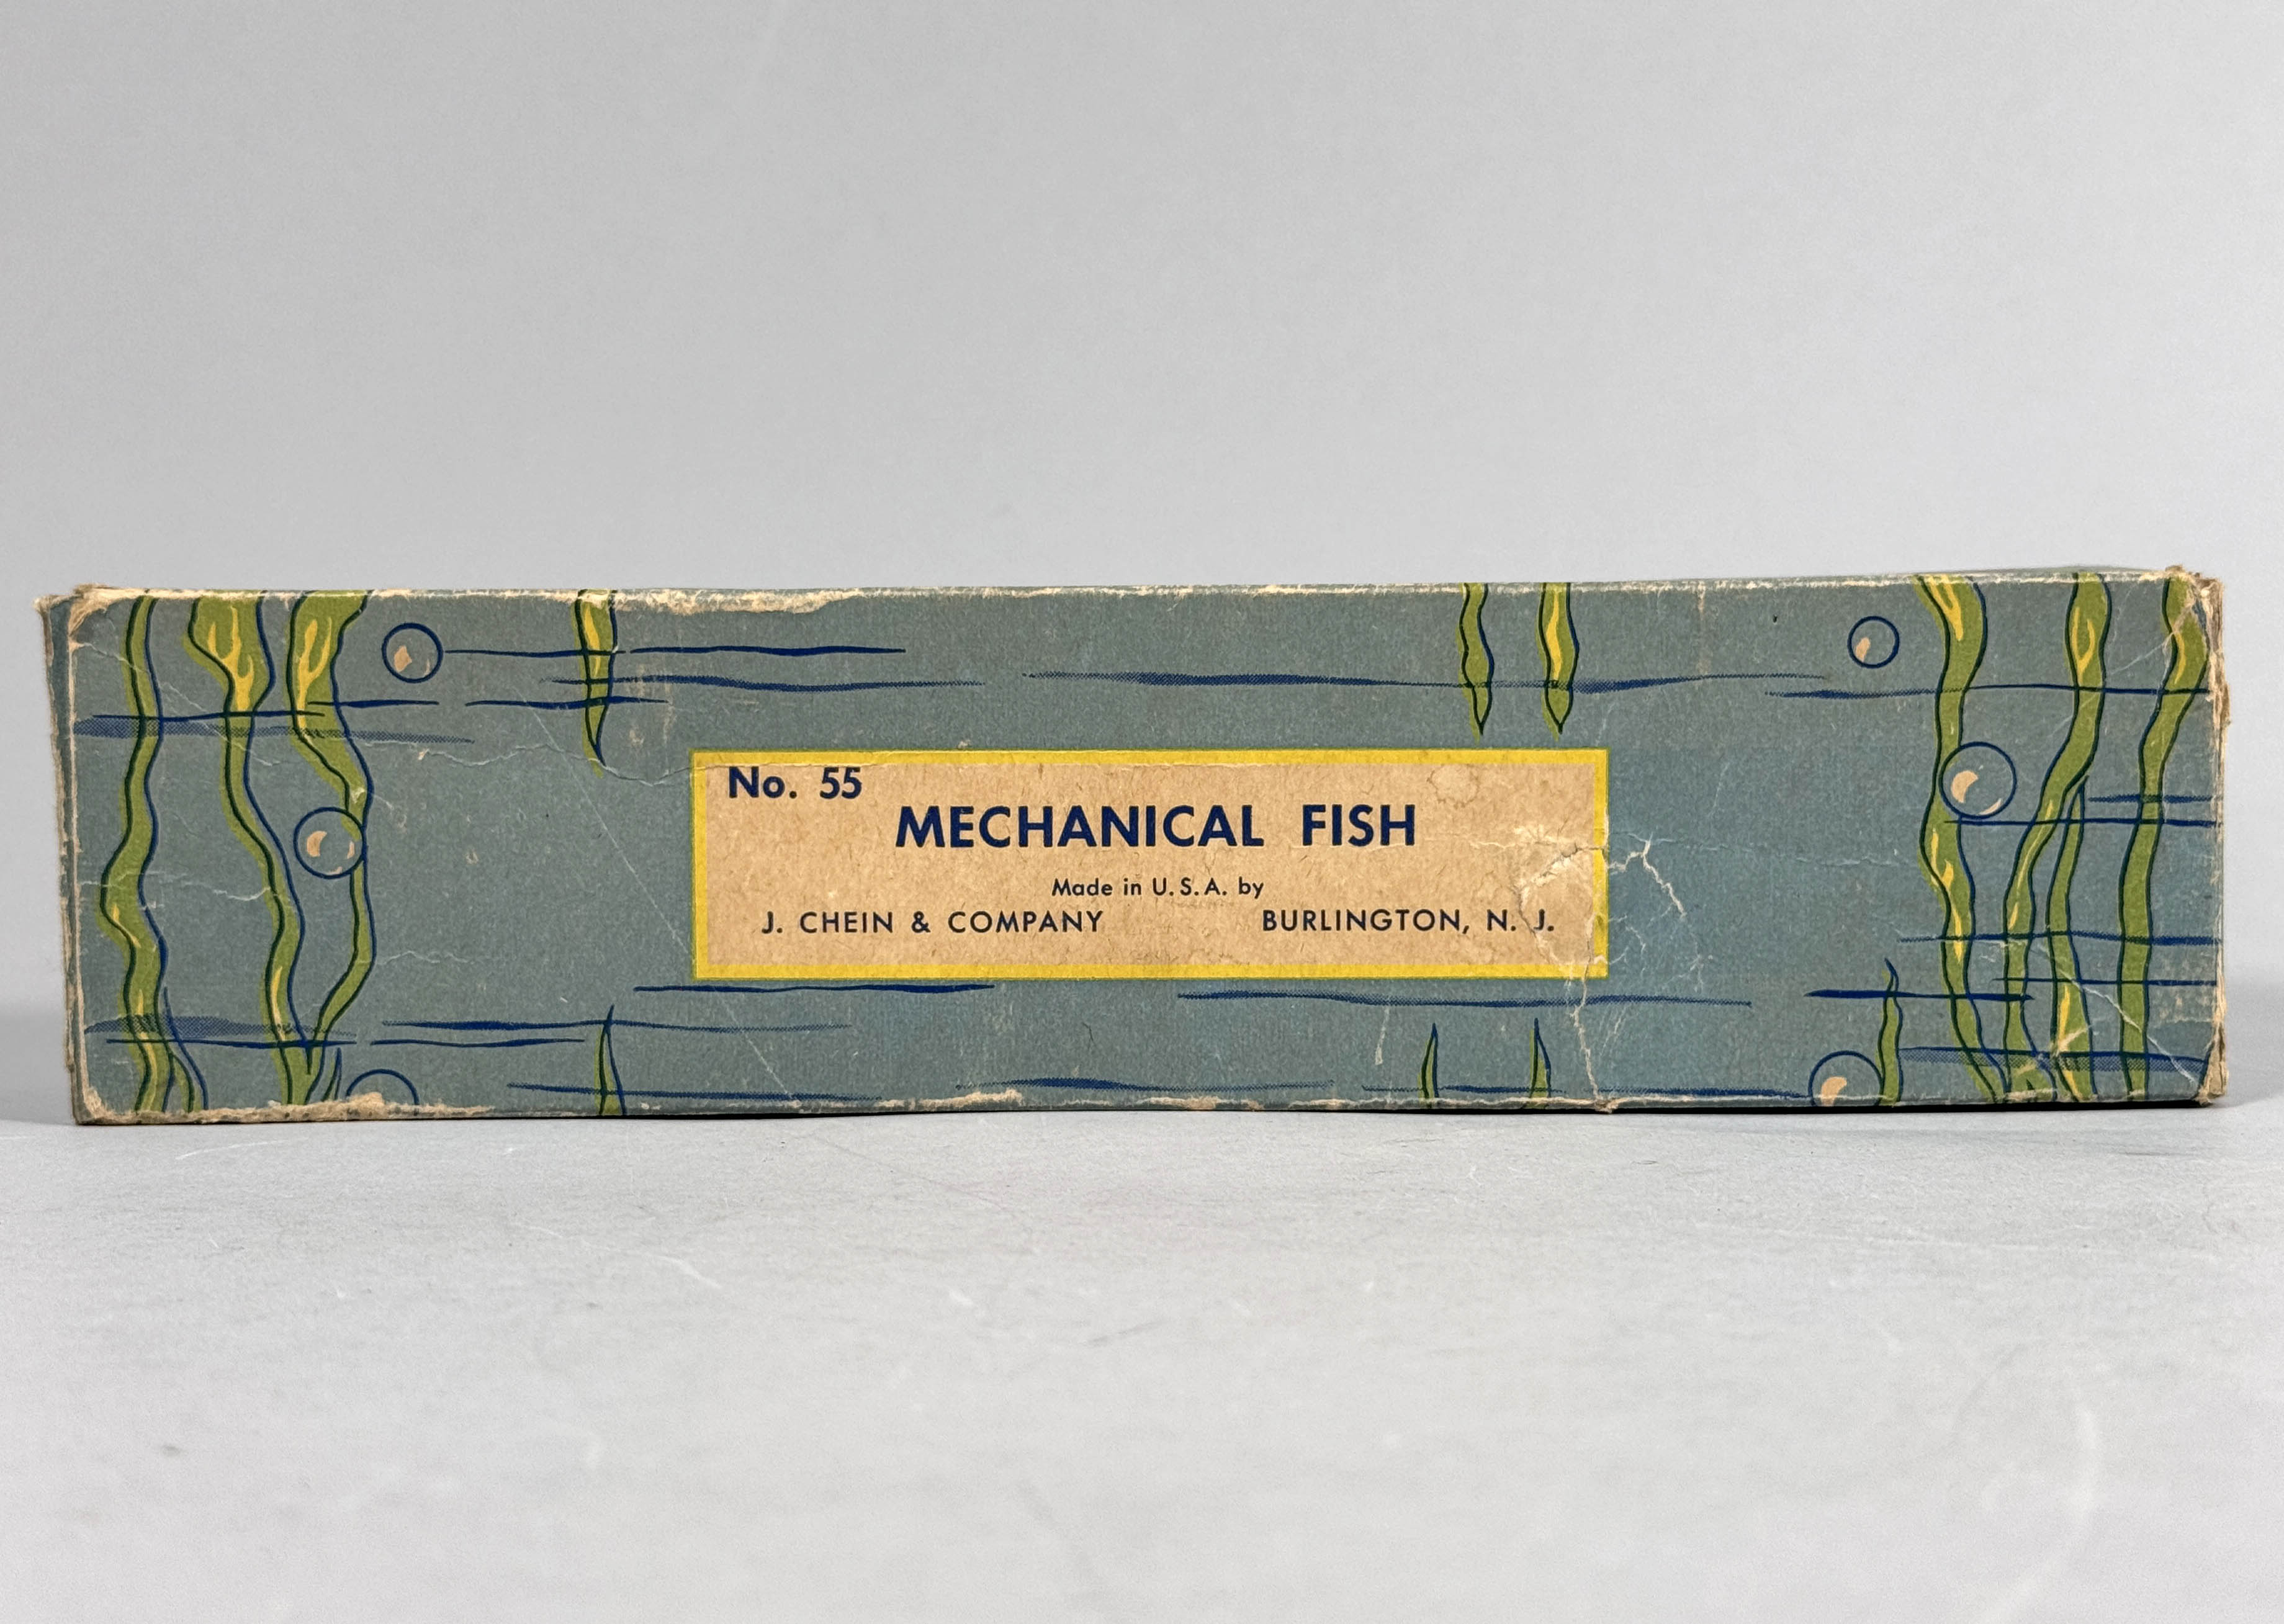 No. 55
MECHANICAL FISH
Made in U.S.A. by
J. CHEIN & COMPANY BURLINGTON, N. J.